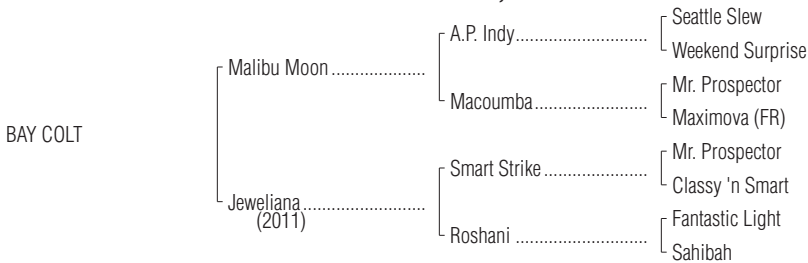 Seattle Slew
A.P. Indy............................
Weekend Surprise
Malibu Moon ....................
Mr. Prospector
Macoumba........................
Maximova (FR)
BAY COLT
Mr. Prospector
Smart Strike......................
Classy 'n Smart
Jeweliana..........................
(2011)
Fantastic Light
Roshani ............................
Sahibah